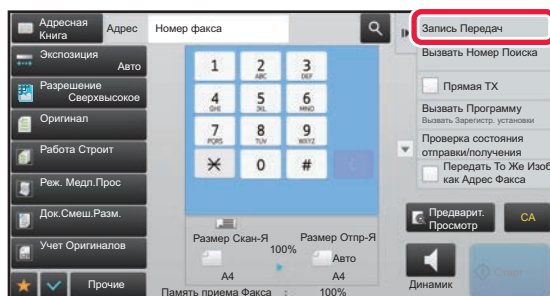 Адресная
Книга
Адрес
Номер факса
Экспозиция
Авто
Разрешение
Сверхвысокое
Оригинал
Работа Строит
Реж. Медл.Прос
Док.Смеш.Разм.
Учет Оригиналов
Прочие
1
2
ABC
3
DEF
4
GHI
5
JKL
6
MNO
7
PQRS
8
TUV
9
WXYZ
0
#
Размер Скан-Я
100%
Размер Отпр-Я
Авто
A4
A4
Память приема Факса : 100%
Запись Передач
Вызвать Номер Поиска
Прямая TX
Вызвать Программу
Вызвать Зарегистр. установки
Проверка состояния
отправки/получения
Передать То Же Изоб
как Адрес Факса
Предварит.
Просмотр
CA
Динамик
Старт